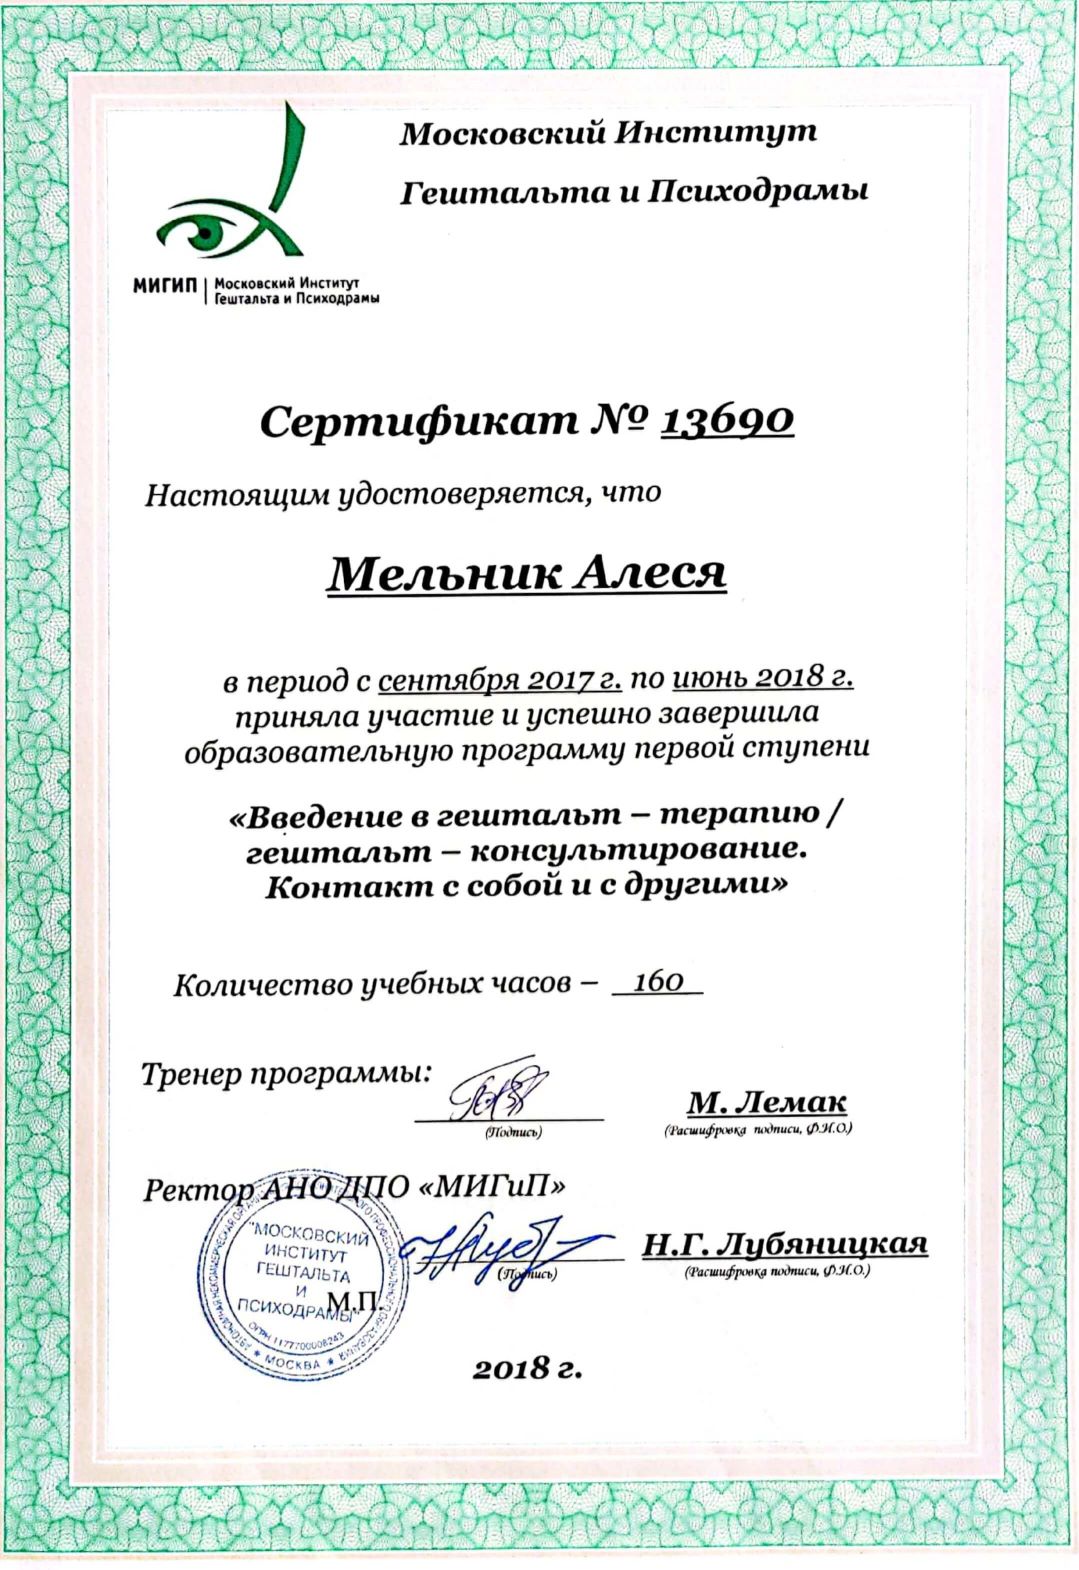 Московский Институт
Гештальта и Психодрамы
МИГИП | Московский Институт
Гештальта и Психодрамы
Сертификат № 13690
Настоящим удостоверяется, что
Мельник Алеся
в период с сентября 2017 г. по июнь 2018 г.
приняла участие и успешно завершила
образовательную программу первой ступени
«Введение в гештальт – терапию /
гештальт – консультирование.
Контакт с собой и с другими»
Количество учебных часов – 160
Тренер программы:
М. Лемак
(Подпись)
(Расшифровка подписи, Ф.И.О.)
Ректор АНО ДПО «МИГиП»
Н.Г. Лубяницкая
(Подпись)
(Расшифровка подписи, Ф.И.О.)
"МОСКОВСКИЙ
ИНСТИТУТ
ГЕШТАЛЬТА
И
ПСИХОДРАМЫ"
М.П.
ОГРН 1177700008243
★ МОСКВА ★
2018 г.